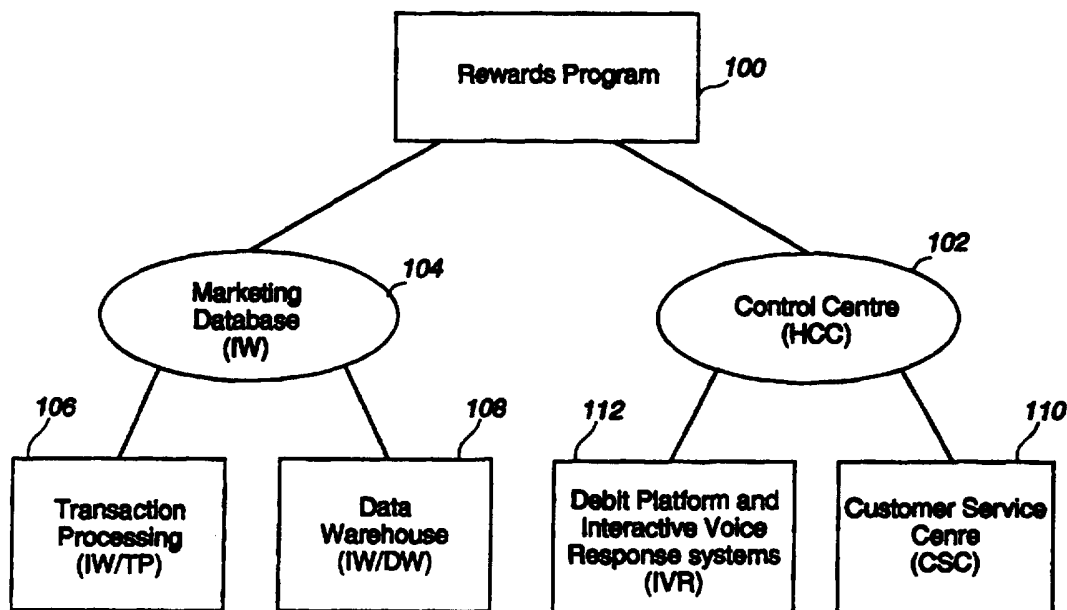 Rewards Program
100
104
102
Marketing
Database
(IW)
Control Centre
(HCC)
106
108
112
110
Transaction
Processing
(IW/TP)
Data
Warehouse
(IW/DW)
Debit Platform and
Interactive Voice
Response systems
(IVR)
Customer Service
Cenre
(CSC)